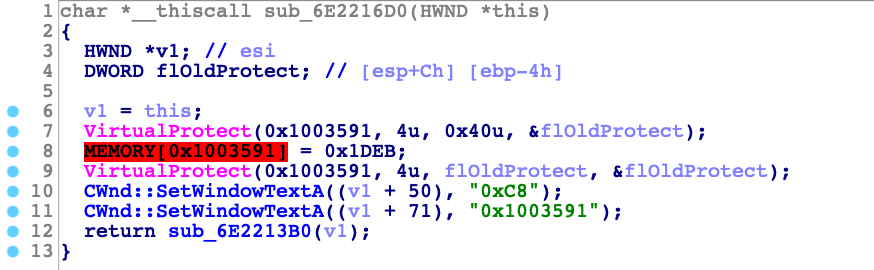 1 char *__thiscall sub_6E2216D0(HWND *this)
2 {
3 HWND *v1; // esi
4 DWORD flOldProtect; // [esp+Ch] [ebp-4h]
5
6 v1 = this;
7 VirtualProtect(0x1003591, 4u, 0x40u, &flOldProtect);
8 MEMORY[0x1003591] = 0x1DEB;
9 VirtualProtect(0x1003591, 4u, flOldProtect, &flOldProtect);
10 CWnd::SetWindowTextA((v1 + 50), "0xC8");
11 CWnd::SetWindowTextA((v1 + 71), "0x1003591");
12 return sub_6E2213B0(v1);
13 }